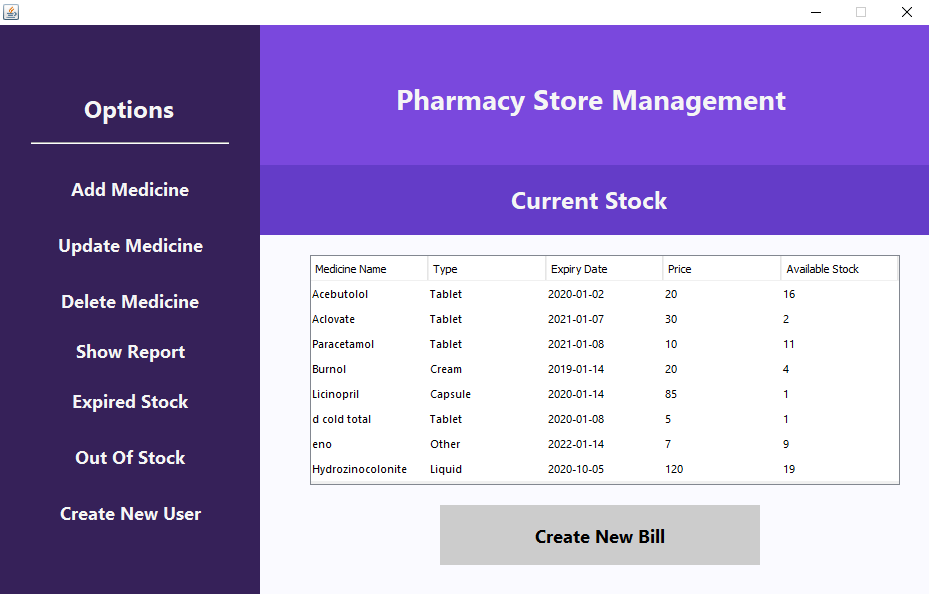 Options
Add Medicine
Update Medicine
Delete Medicine
Show Report
Expired Stock
Out Of Stock
Create New User
Pharmacy Store Management
Current Stock
Medicine Name Type Expiry Date Price Available Stock
Acebutolol Tablet 2020-01-02 20 16
Aclovate Tablet 2021-01-07 30 2
Paracetamol Tablet 2021-01-08 10 11
Burnol Cream 2019-01-14 20 4
Licinopril Capsule 2020-01-14 85 1
d cold total Tablet 2020-01-08 5 1
eno Other 2022-01-14 7 9
Hydrozinocolonite Liquid 2020-10-05 120 19
Create New Bill